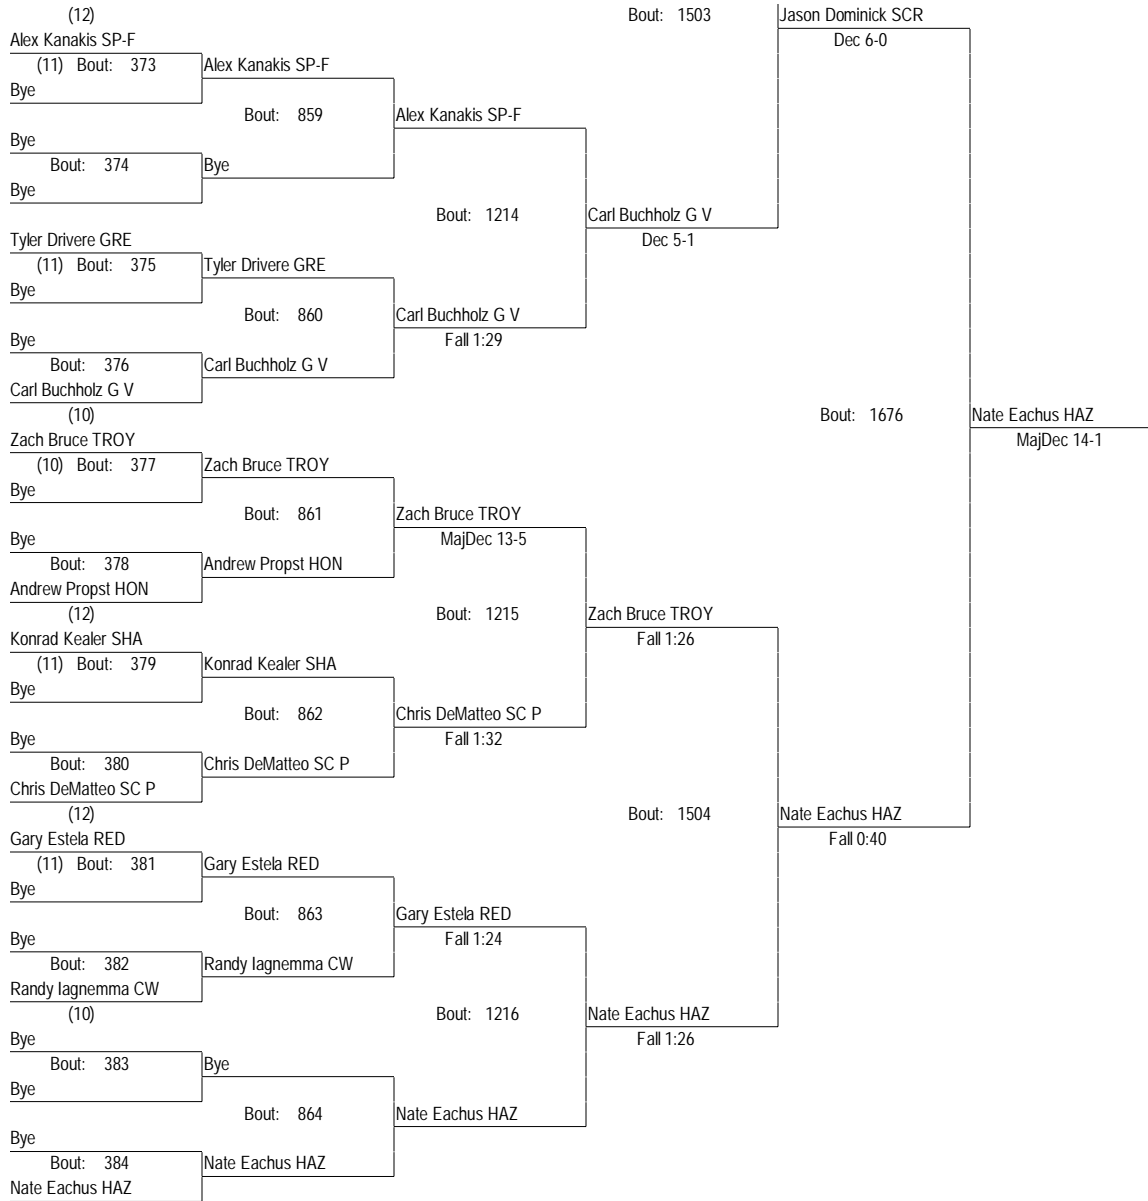 (12)
Bout: 1503
Jason Dominick SCR
Alex Kanakis SP-F
Dec 6-0
(11) Bout: 373
Alex Kanakis SP-F
Bye
Bout: 859
Alex Kanakis SP-F
Bye
Bout: 374
Bye
Bye
Bout: 1214
Carl Buchholz G V
Tyler Drivere GRE
Dec 5-1
(11) Bout: 375
Tyler Drivere GRE
Bye
Bout: 860
Carl Buchholz G V
Bye
Fall 1:29
Bout: 376
Carl Buchholz G V
Carl Buchholz G V
(10)
Bout: 1676
Nate Eachus HAZ
Zach Bruce TROY
MajDec 14-1
(10) Bout: 377
Zach Bruce TROY
Bye
Bout: 861
Zach Bruce TROY
Bye
MajDec 13-5
Bout: 378
Andrew Propst HON
Andrew Propst HON
(12)
Bout: 1215
Zach Bruce TROY
Konrad Kealer SHA
Fall 1:26
(11) Bout: 379
Konrad Kealer SHA
Bye
Bout: 862
Chris DeMatteo SC P
Bye
Fall 1:32
Bout: 380
Chris DeMatteo SC P
Chris DeMatteo SC P
(12)
Bout: 1504
Nate Eachus HAZ
Gary Estela RED
Fall 0:40
(11) Bout: 381
Gary Estela RED
Bye
Bout: 863
Gary Estela RED
Bye
Fall 1:24
Bout: 382
Randy Iagnemma CW
Randy Iagnemma CW
(10)
Bout: 1216
Nate Eachus HAZ
Bye
Fall 1:26
Bout: 383
Bye
Bye
Bout: 864
Nate Eachus HAZ
Bye
Bout: 384
Nate Eachus HAZ
Nate Eachus HAZ